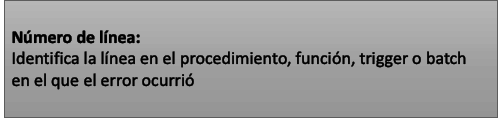 Número de línea:
Identifica la línea en el procedimiento, función, trigger o batch
en el que el error ocurrió